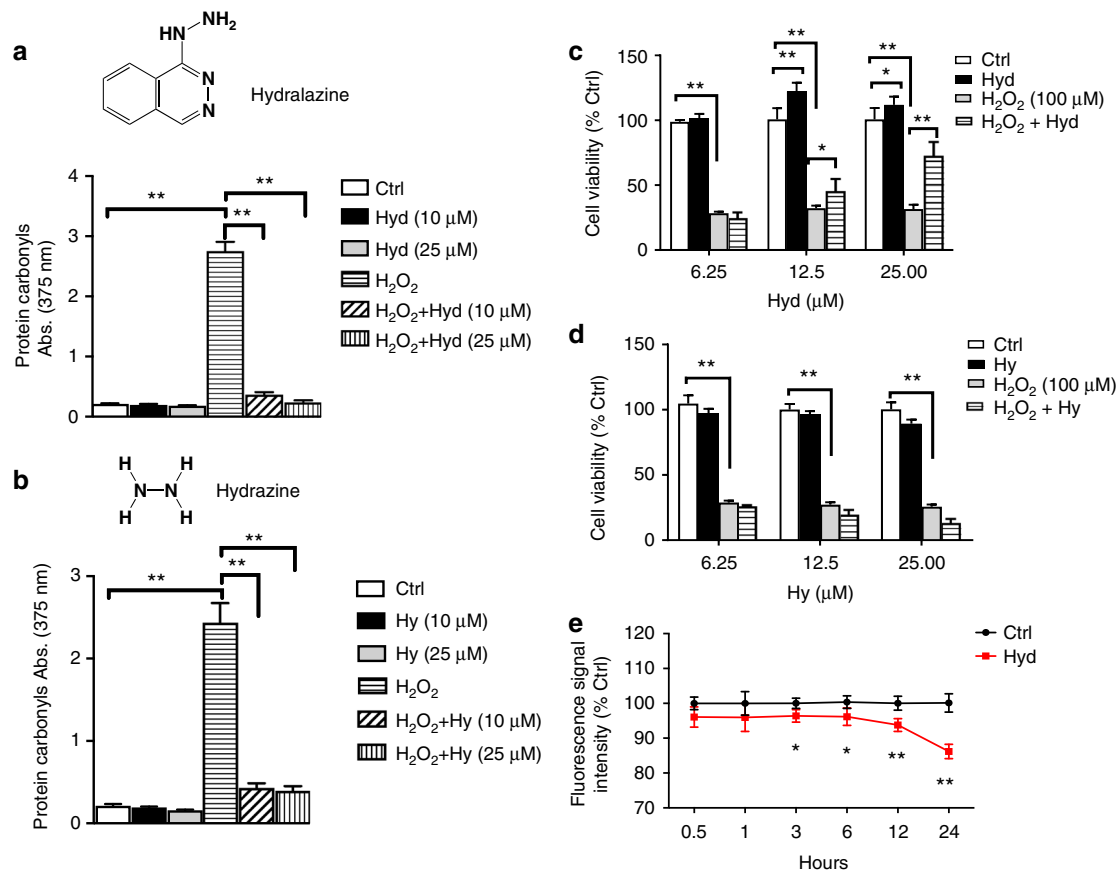 a
HN
NH₂
N
N
Hydralazine
Protein carbonyls
Abs. (375 nm)
4
3
2
1
0
**
**
**
Ctrl
Hyd (10 μM)
Hyd (25 μM)
H₂O₂
H₂O₂+Hyd (10 μM)
H₂O₂+Hyd (25 μM)
b
H
H
N
N
H
H
Hydrazine
Protein carbonyls Abs. (375 nm)
3
2
1
0
**
**
**
Ctrl
Hy (10 μM)
Hy (25 μM)
H₂O₂
H₂O₂+Hy (10 μM)
H₂O₂+Hy (25 μM)
c
Cell viability (% Ctrl)
150
100
50
0
**
**
**
*
**
*
**
Ctrl
Hyd
H₂O₂ (100 μM)
H₂O₂ + Hyd
6.25
12.5
25.00
Hyd (μM)
d
Cell viability (% Ctrl)
150
100
50
0
**
**
**
Ctrl
Hy
H₂O₂ (100 μM)
H₂O₂ + Hy
6.25
12.5
25.00
Hy (μM)
e
Fluorescence signal
intensity (% Ctrl)
120
110
100
90
80
70
*
*
**
**
Ctrl
Hyd
0.5
1
3
6
12
24
Hours